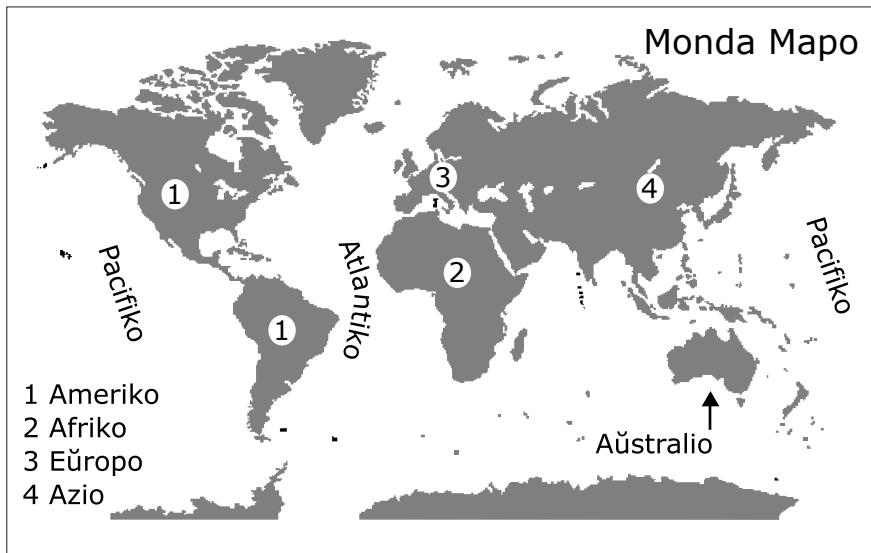 Monda Mapo
1
3
4
2
1
Pacifiko
Atlantiko
Pacifiko
1 Ameriko
2 Afriko
3 Eŭropo
4 Azio
Aŭstralio